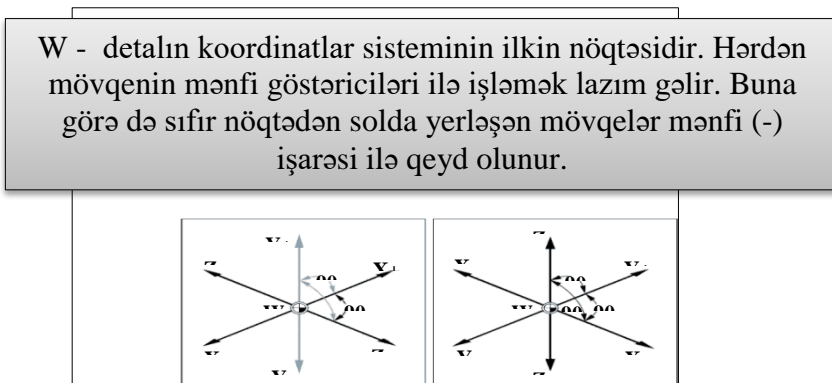 W - detalın koordinatlar sisteminin ilkin nöqtəsidir. Hərdən
mövqenin mənfi göstəriciləri ilə işləmək lazım gəlir. Buna
görə də sıfır nöqtədən solda yerləşən mövqelər mənfi (-)
işarəsi ilə qeyd olunur.